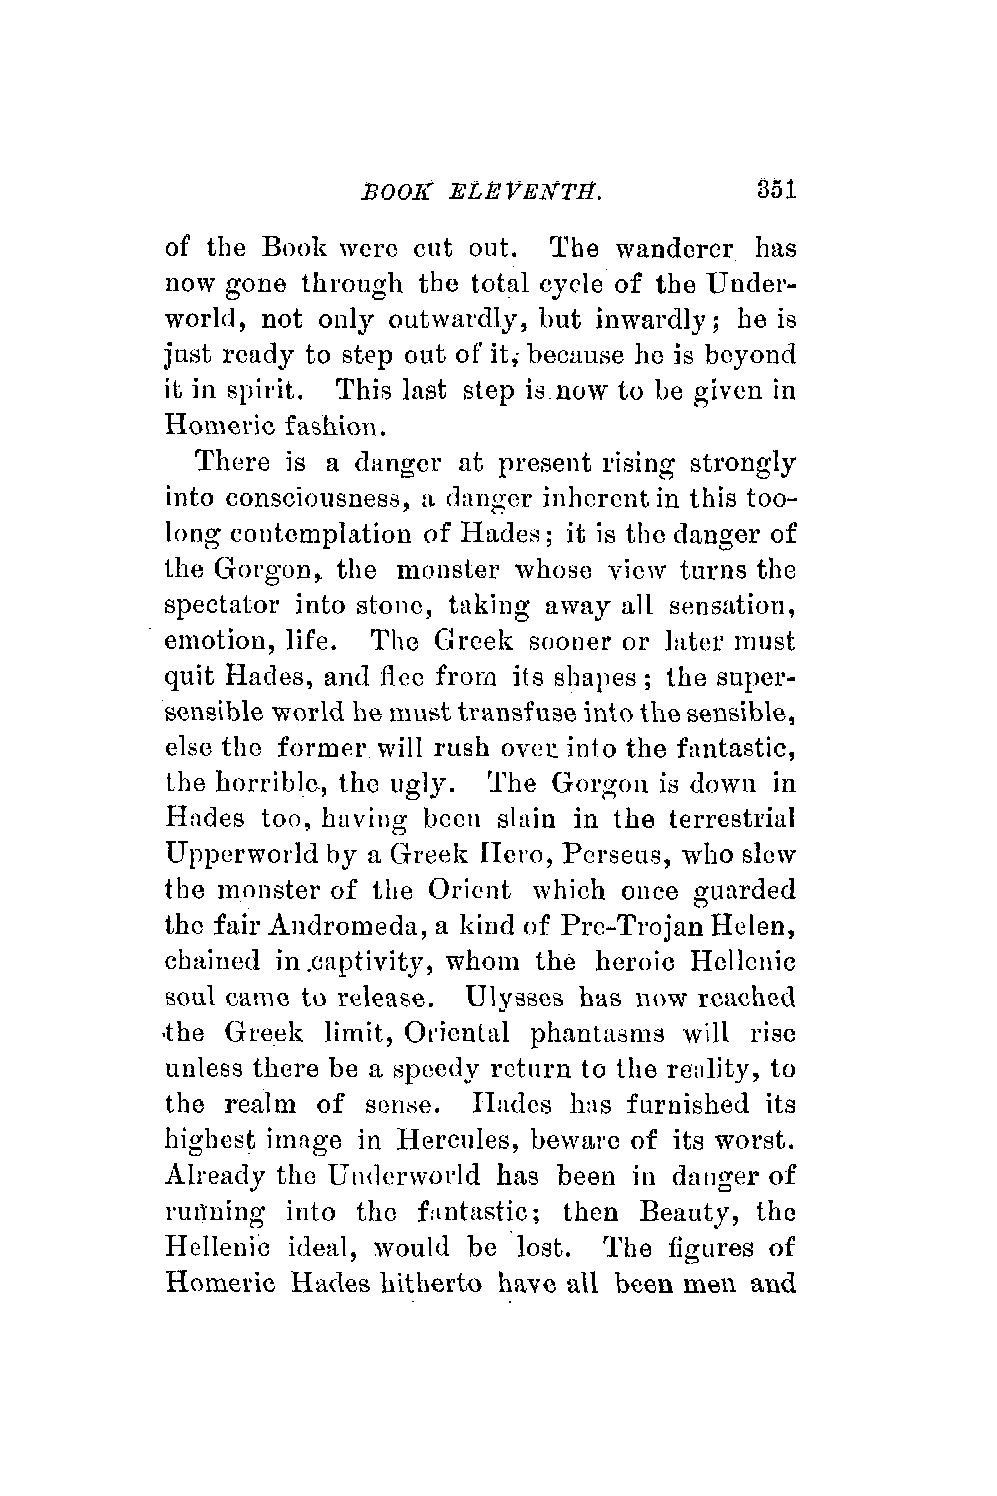 BOOK ELEVENTH. 351
of the Book were cut out. The wanderer has
now gone through the total cycle of the Under-
world, not only outwardly, but inwardly; he is
just ready to step out of it, because he is beyond
it in spirit. This last step is now to be given in
Homeric fashion.
There is a danger at present rising strongly
into consciousness, a danger inherent in this too-
long contemplation of Hades; it is the danger of
the Gorgon, the monster whose view turns the
spectator into stone, taking away all sensation,
emotion, life. The Greek sooner or later must
quit Hades, and flee from its shapes; the super-
sensible world he must transfuse into the sensible,
else the former will rush over into the fantastic,
the horrible, the ugly. The Gorgon is down in
Hades too, having been slain in the terrestrial
Upperworld by a Greek Hero, Perseus, who slew
the monster of the Orient which once guarded
the fair Andromeda, a kind of Pre-Trojan Helen,
chained in captivity, whom the heroic Hellenic
soul came to release. Ulysses has now reached
the Greek limit, Oriental phantasms will rise
unless there be a speedy return to the reality, to
the realm of sense. Hades has furnished its
highest image in Hercules, beware of its worst.
Already the Underworld has been in danger of
running into the fantastic; then Beauty, the
Hellenic ideal, would be lost. The figures of
Homeric Hades hitherto have all been men and